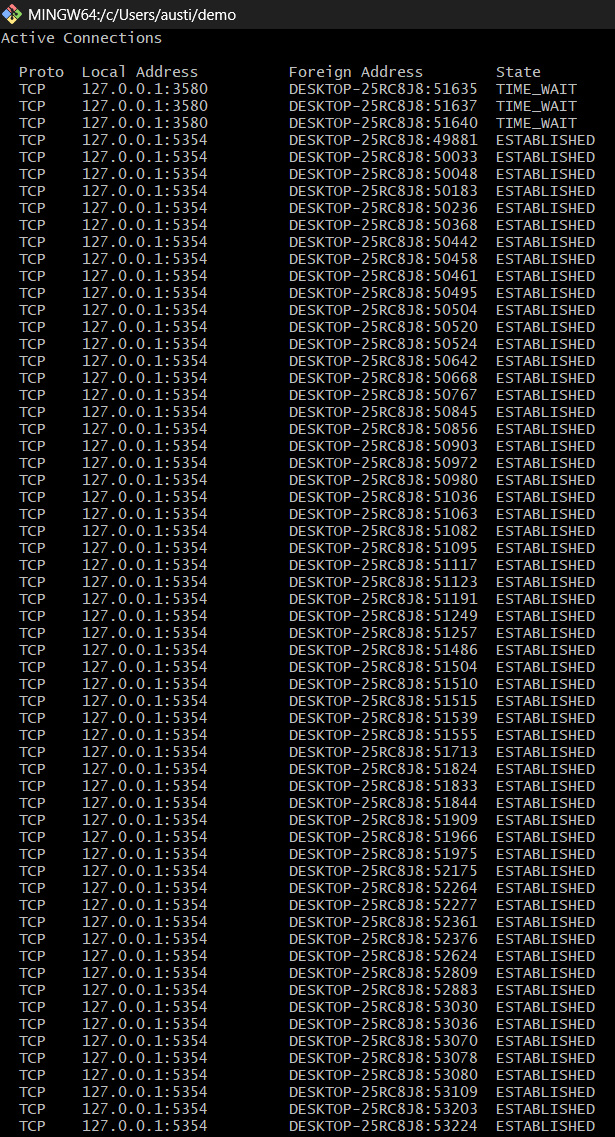 MINGW64:/c/Users/austi/demo
Active Connections
Proto  Local Address          Foreign Address        State
TCP    127.0.0.1:3580         DESKTOP-25RC8J8:51635  TIME_WAIT
TCP    127.0.0.1:3580         DESKTOP-25RC8J8:51637  TIME_WAIT
TCP    127.0.0.1:3580         DESKTOP-25RC8J8:51640  TIME_WAIT
TCP    127.0.0.1:5354         DESKTOP-25RC8J8:49881  ESTABLISHED
TCP    127.0.0.1:5354         DESKTOP-25RC8J8:50033  ESTABLISHED
TCP    127.0.0.1:5354         DESKTOP-25RC8J8:50048  ESTABLISHED
TCP    127.0.0.1:5354         DESKTOP-25RC8J8:50183  ESTABLISHED
TCP    127.0.0.1:5354         DESKTOP-25RC8J8:50236  ESTABLISHED
TCP    127.0.0.1:5354         DESKTOP-25RC8J8:50368  ESTABLISHED
TCP    127.0.0.1:5354         DESKTOP-25RC8J8:50442  ESTABLISHED
TCP    127.0.0.1:5354         DESKTOP-25RC8J8:50458  ESTABLISHED
TCP    127.0.0.1:5354         DESKTOP-25RC8J8:50461  ESTABLISHED
TCP    127.0.0.1:5354         DESKTOP-25RC8J8:50495  ESTABLISHED
TCP    127.0.0.1:5354         DESKTOP-25RC8J8:50504  ESTABLISHED
TCP    127.0.0.1:5354         DESKTOP-25RC8J8:50520  ESTABLISHED
TCP    127.0.0.1:5354         DESKTOP-25RC8J8:50524  ESTABLISHED
TCP    127.0.0.1:5354         DESKTOP-25RC8J8:50642  ESTABLISHED
TCP    127.0.0.1:5354         DESKTOP-25RC8J8:50668  ESTABLISHED
TCP    127.0.0.1:5354         DESKTOP-25RC8J8:50767  ESTABLISHED
TCP    127.0.0.1:5354         DESKTOP-25RC8J8:50845  ESTABLISHED
TCP    127.0.0.1:5354         DESKTOP-25RC8J8:50856  ESTABLISHED
TCP    127.0.0.1:5354         DESKTOP-25RC8J8:50903  ESTABLISHED
TCP    127.0.0.1:5354         DESKTOP-25RC8J8:50972  ESTABLISHED
TCP    127.0.0.1:5354         DESKTOP-25RC8J8:50980  ESTABLISHED
TCP    127.0.0.1:5354         DESKTOP-25RC8J8:51036  ESTABLISHED
TCP    127.0.0.1:5354         DESKTOP-25RC8J8:51063  ESTABLISHED
TCP    127.0.0.1:5354         DESKTOP-25RC8J8:51082  ESTABLISHED
TCP    127.0.0.1:5354         DESKTOP-25RC8J8:51095  ESTABLISHED
TCP    127.0.0.1:5354         DESKTOP-25RC8J8:51117  ESTABLISHED
TCP    127.0.0.1:5354         DESKTOP-25RC8J8:51123  ESTABLISHED
TCP    127.0.0.1:5354         DESKTOP-25RC8J8:51191  ESTABLISHED
TCP    127.0.0.1:5354         DESKTOP-25RC8J8:51249  ESTABLISHED
TCP    127.0.0.1:5354         DESKTOP-25RC8J8:51257  ESTABLISHED
TCP    127.0.0.1:5354         DESKTOP-25RC8J8:51486  ESTABLISHED
TCP    127.0.0.1:5354         DESKTOP-25RC8J8:51504  ESTABLISHED
TCP    127.0.0.1:5354         DESKTOP-25RC8J8:51510  ESTABLISHED
TCP    127.0.0.1:5354         DESKTOP-25RC8J8:51515  ESTABLISHED
TCP    127.0.0.1:5354         DESKTOP-25RC8J8:51539  ESTABLISHED
TCP    127.0.0.1:5354         DESKTOP-25RC8J8:51555  ESTABLISHED
TCP    127.0.0.1:5354         DESKTOP-25RC8J8:51713  ESTABLISHED
TCP    127.0.0.1:5354         DESKTOP-25RC8J8:51824  ESTABLISHED
TCP    127.0.0.1:5354         DESKTOP-25RC8J8:51833  ESTABLISHED
TCP    127.0.0.1:5354         DESKTOP-25RC8J8:51844  ESTABLISHED
TCP    127.0.0.1:5354         DESKTOP-25RC8J8:51909  ESTABLISHED
TCP    127.0.0.1:5354         DESKTOP-25RC8J8:51966  ESTABLISHED
TCP    127.0.0.1:5354         DESKTOP-25RC8J8:51975  ESTABLISHED
TCP    127.0.0.1:5354         DESKTOP-25RC8J8:52175  ESTABLISHED
TCP    127.0.0.1:5354         DESKTOP-25RC8J8:52264  ESTABLISHED
TCP    127.0.0.1:5354         DESKTOP-25RC8J8:52277  ESTABLISHED
TCP    127.0.0.1:5354         DESKTOP-25RC8J8:52361  ESTABLISHED
TCP    127.0.0.1:5354         DESKTOP-25RC8J8:52376  ESTABLISHED
TCP    127.0.0.1:5354         DESKTOP-25RC8J8:52624  ESTABLISHED
TCP    127.0.0.1:5354         DESKTOP-25RC8J8:52809  ESTABLISHED
TCP    127.0.0.1:5354         DESKTOP-25RC8J8:52883  ESTABLISHED
TCP    127.0.0.1:5354         DESKTOP-25RC8J8:53030  ESTABLISHED
TCP    127.0.0.1:5354         DESKTOP-25RC8J8:53036  ESTABLISHED
TCP    127.0.0.1:5354         DESKTOP-25RC8J8:53070  ESTABLISHED
TCP    127.0.0.1:5354         DESKTOP-25RC8J8:53078  ESTABLISHED
TCP    127.0.0.1:5354         DESKTOP-25RC8J8:53080  ESTABLISHED
TCP    127.0.0.1:5354         DESKTOP-25RC8J8:53109  ESTABLISHED
TCP    127.0.0.1:5354         DESKTOP-25RC8J8:53203  ESTABLISHED
TCP    127.0.0.1:5354         DESKTOP-25RC8J8:53224  ESTABLISHED